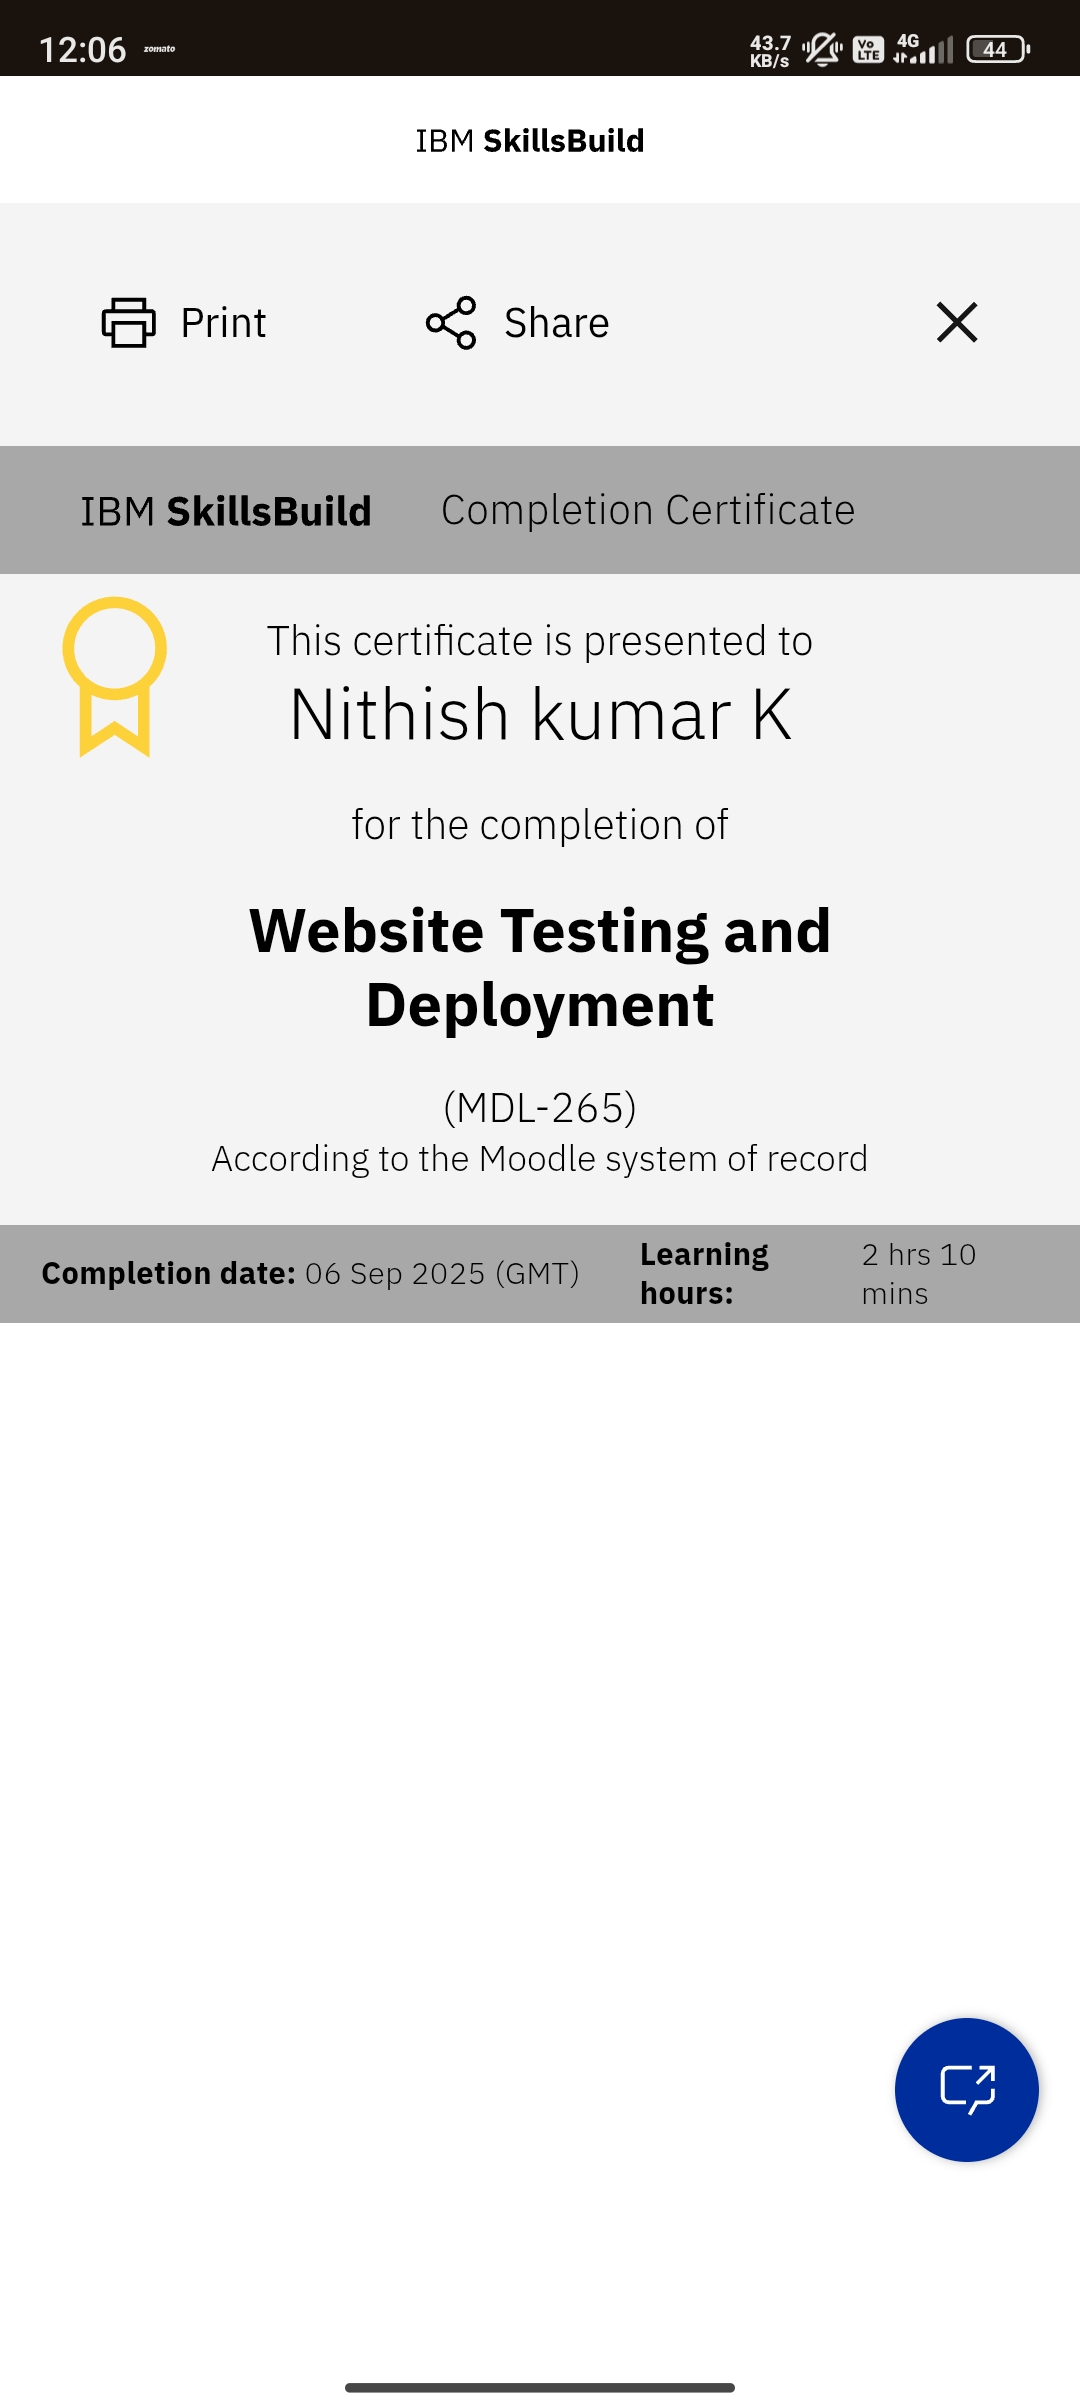 12:06 zomato 43.7 KB/s Vo LTE 4G 44
IBM SkillsBuild
Print Share
IBM SkillsBuild Completion Certificate
This certificate is presented to
Nithish kumar K
for the completion of
Website Testing and
Deployment
(MDL-265)
According to the Moodle system of record
Completion date: 06 Sep 2025 (GMT)
Learning hours: 2 hrs 10 mins